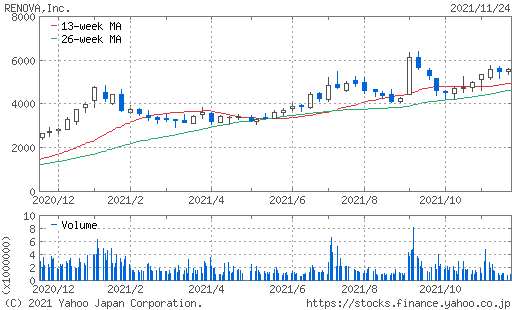 RENOVA,Inc. 2021/11/24
8000
13-week MA
26-week MA
6000
4000
2000
0
2020/12 2021/2 2021/4 2021/6 2021/8 2021/10
10
Volume
8
6
4
2
0
(x1000000)
2020/12 2021/2 2021/4 2021/6 2021/8 2021/10
(C) 2021 Yahoo Japan Corporation. https://stocks.finance.yahoo.co.jp/